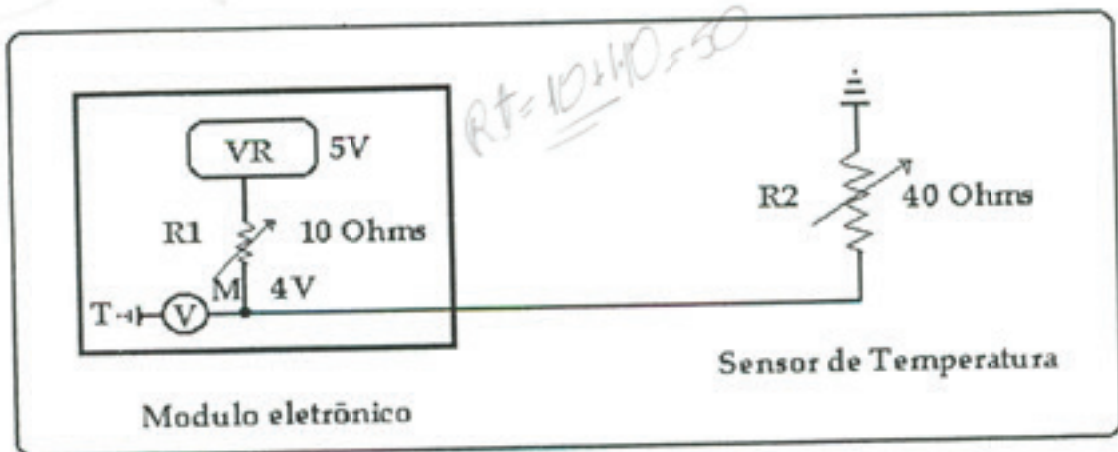 Rt = 10+40 = 50
VR 5V
R1 10 Ohms
M 4V
T V
R2 40 Ohms
Sensor de Temperatura
Modulo eletrônico